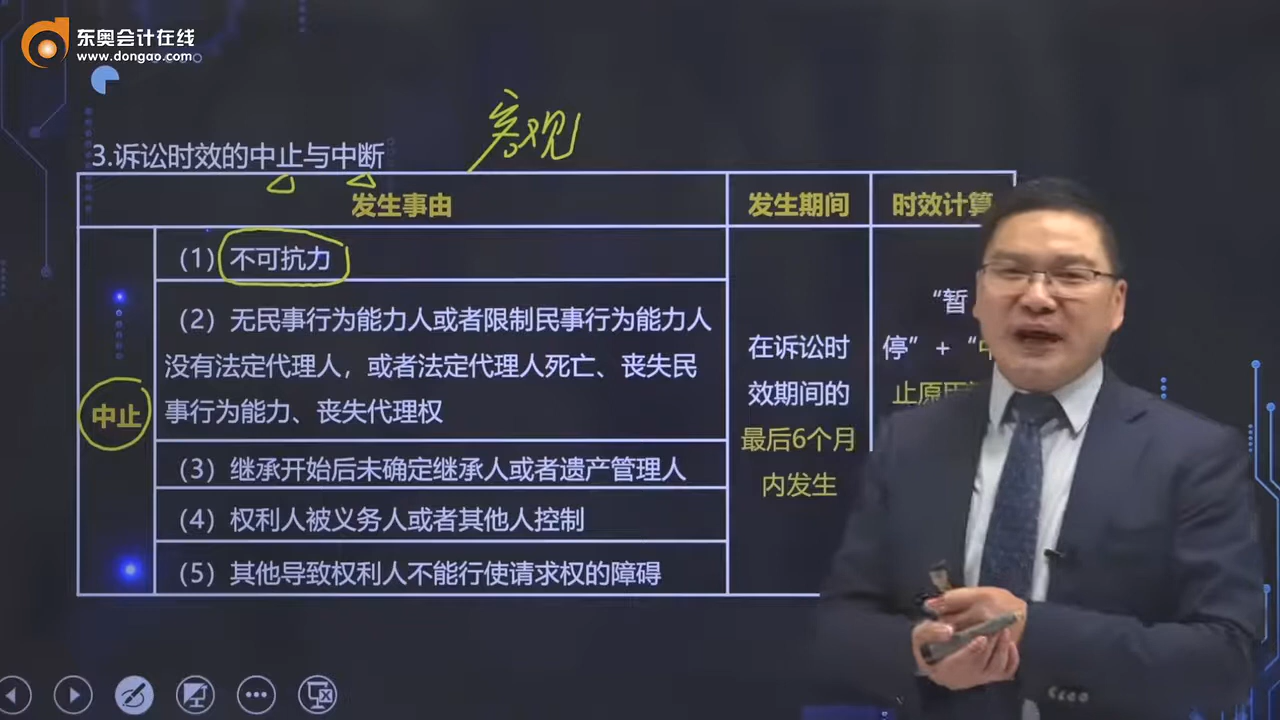 东奥会计在线
www.dongao.com
客观
3.诉讼时效的中止与中断
发生事由
发生期间
时效计算
中止
（1）不可抗力
（2）无民事行为能力人或者限制民事行为能力人
没有法定代理人，或者法定代理人死亡、丧失民
事行为能力、丧失代理权
（3）继承开始后未确定继承人或者遗产管理人
（4）权利人被义务人或者其他人控制
（5）其他导致权利人不能行使请求权的障碍
在诉讼时
效期间的
最后6个月
内发生
“暂
停” + “中
止原因